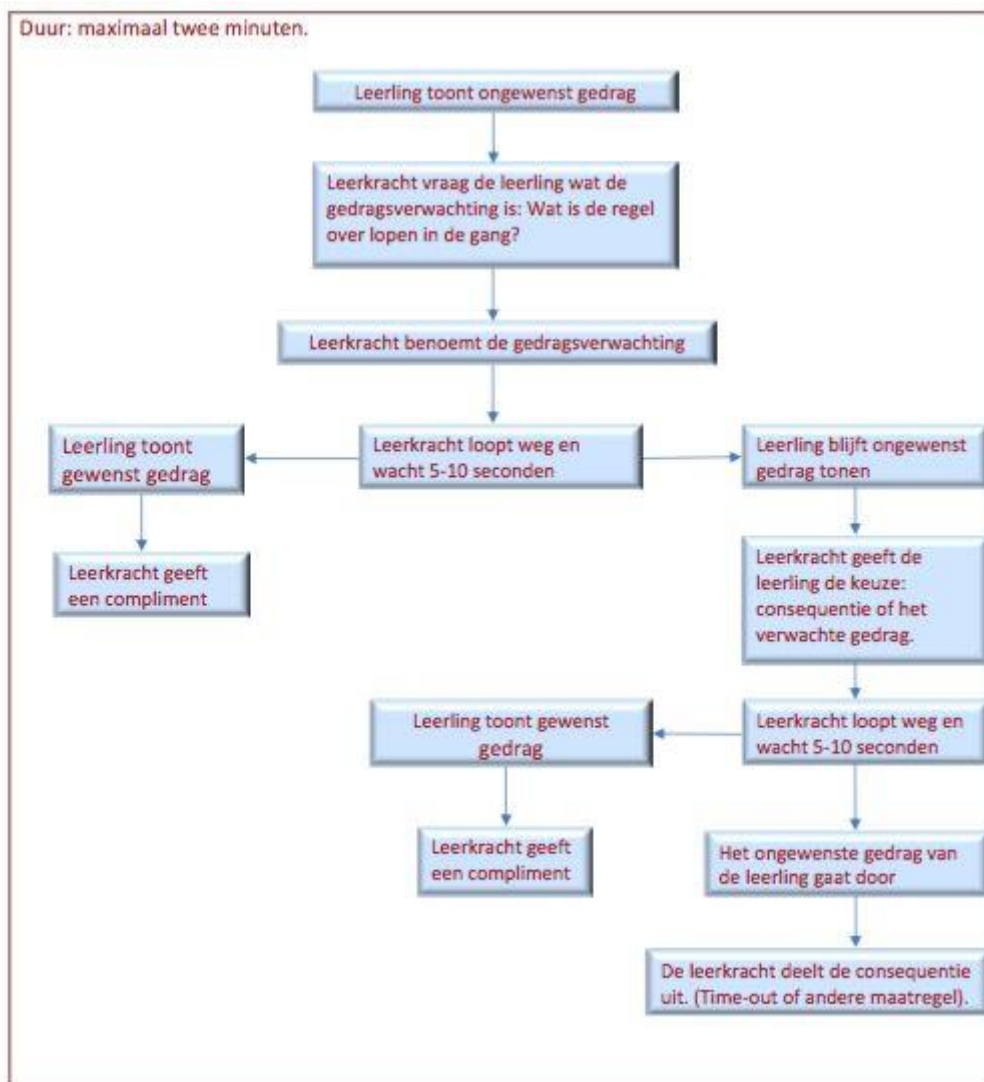 Duur: maximaal twee minuten.
Leerling toont ongewenst gedrag
Leerkracht vraag de leerling wat de
gedragsverwachting is: Wat is de regel
over lopen in de gang?
Leerkracht benoemt de gedragsverwachting
Leerling toont
gewenst gedrag
Leerkracht loopt weg en
wacht 5-10 seconden
Leerling blijft ongewenst
gedrag tonen
Leerkracht geeft
een compliment
Leerkracht geeft de
leerling de keuze:
consequentie of het
verwachte gedrag.
Leerling toont gewenst
gedrag
Leerkracht loopt weg en
wacht 5-10 seconden
Leerkracht geeft
een compliment
Het ongewenste gedrag van
de leerling gaat door
De leerkracht deelt de consequentie
uit. (Time-out of andere maatregel).